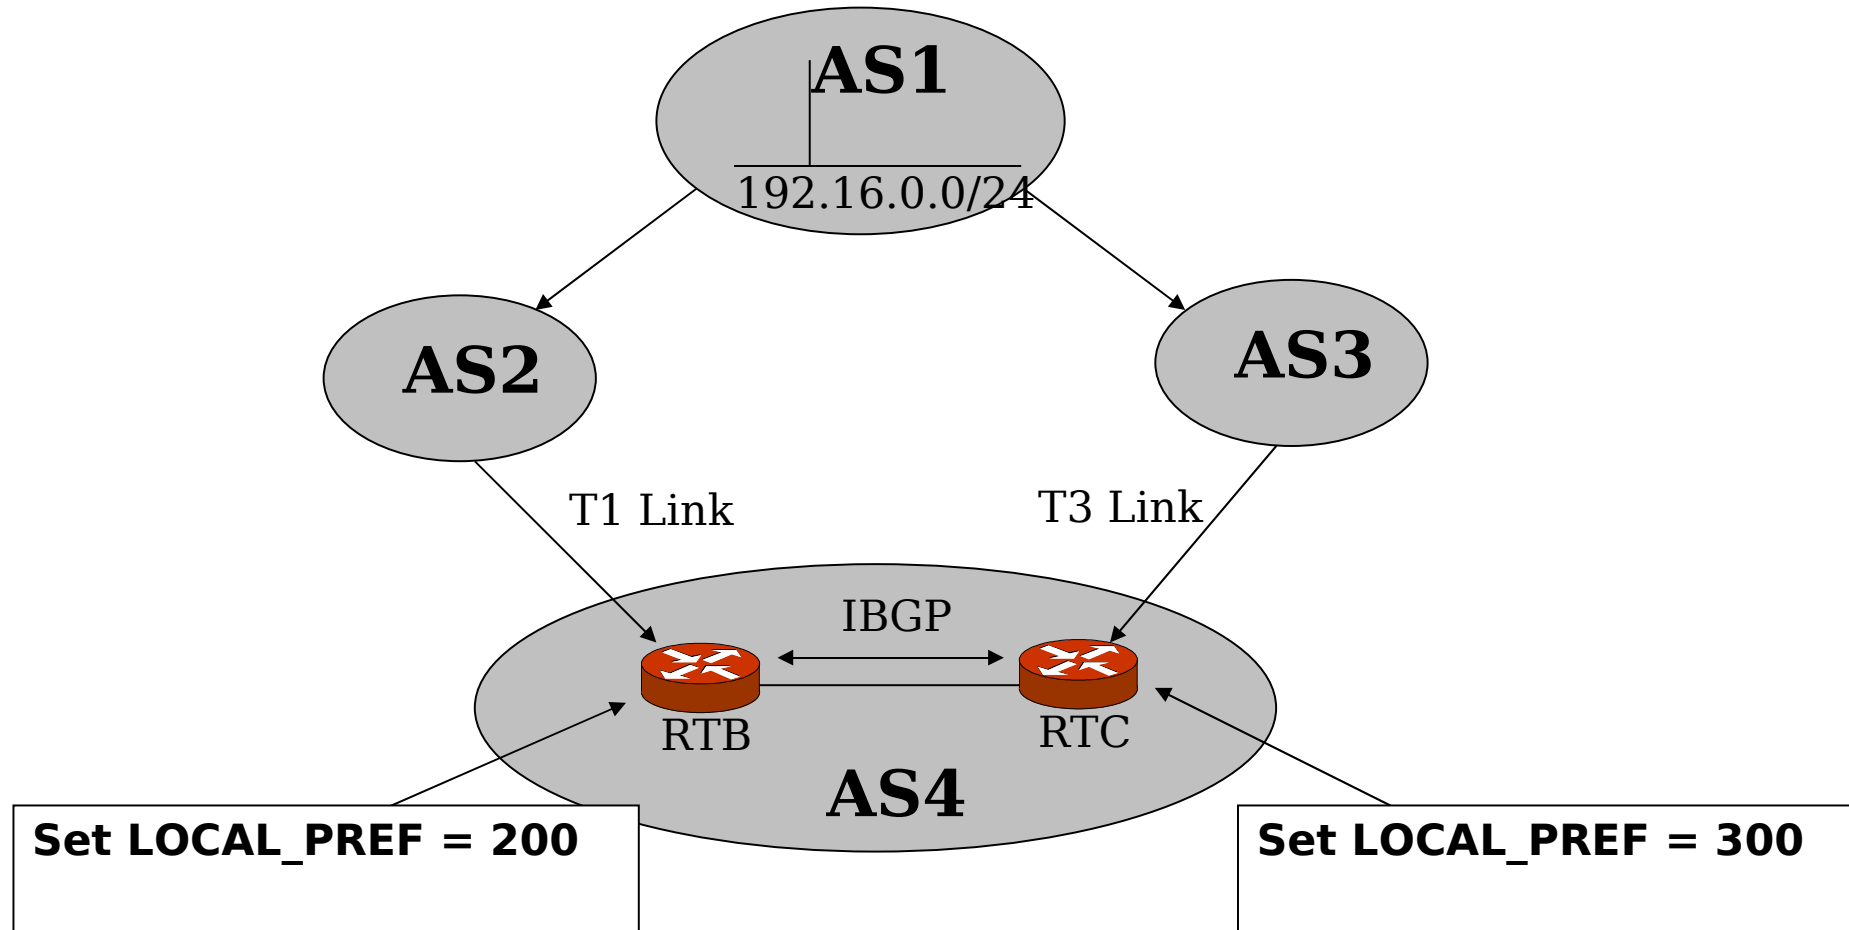 AS1
192.16.0.0/24
AS2
AS3
T1 Link
T3 Link
IBGP
RTB
RTC
AS4
Set LOCAL_PREF = 200
Set LOCAL_PREF = 300